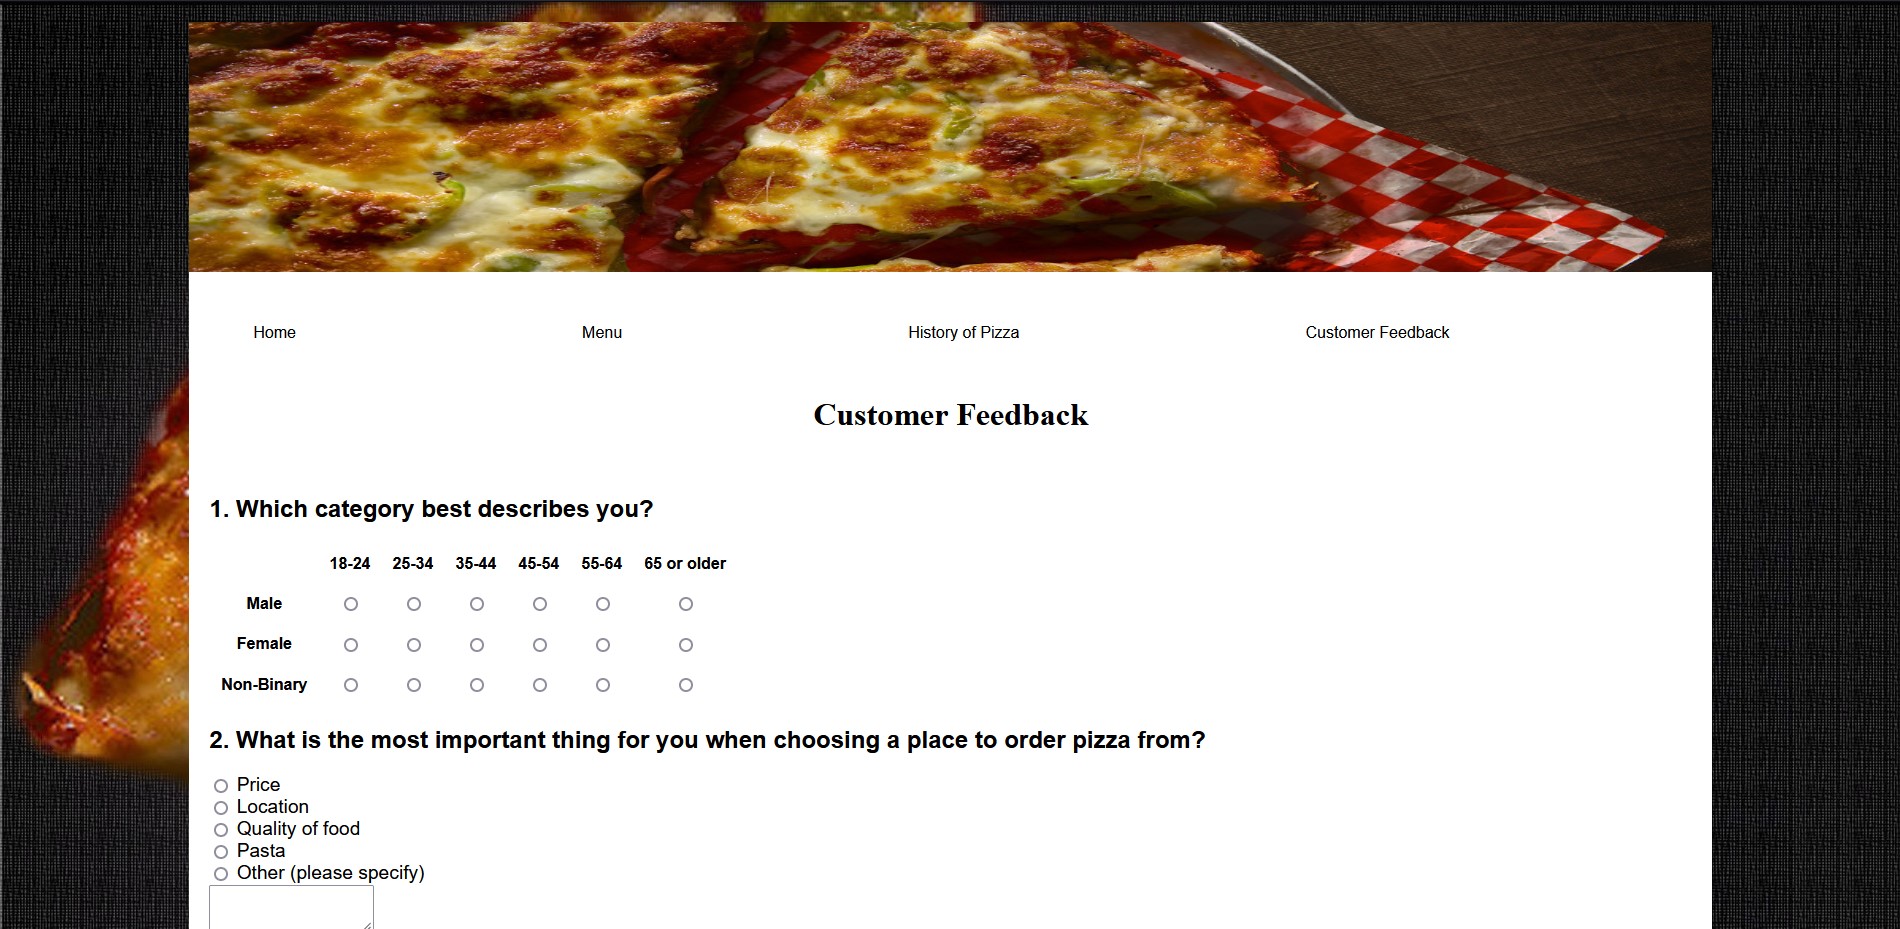 Home Menu History of Pizza Customer Feedback
Customer Feedback
1. Which category best describes you?
18-24 25-34 35-44 45-54 55-64 65 or older
Male
Female
Non-Binary
2. What is the most important thing for you when choosing a place to order pizza from?
Price
Location
Quality of food
Pasta
Other (please specify)